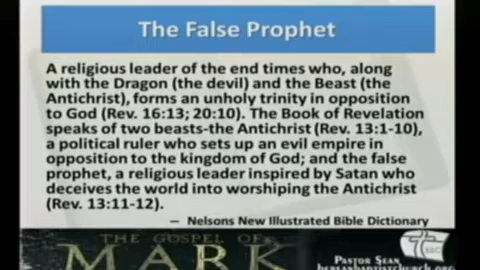 The False Prophet
A religious leader of the end times who, along
with the Dragon (the devil) and the Beast (the
Antichrist), forms an unholy trinity in opposition
to God (Rev. 16:13; 20:10). The Book of Revelation
speaks of two beasts-the Antichrist (Rev. 13:1-10),
a political ruler who sets up an evil empire in
opposition to the kingdom of God; and the false
prophet, a religious leader inspired by Satan who
deceives the world into worshiping the Antichrist
(Rev. 13:11-12).
— Nelsons New Illustrated Bible Dictionary
THE GOSPEL OF
MARK
PASTOR SEAN
bereanbaptistchurch.org